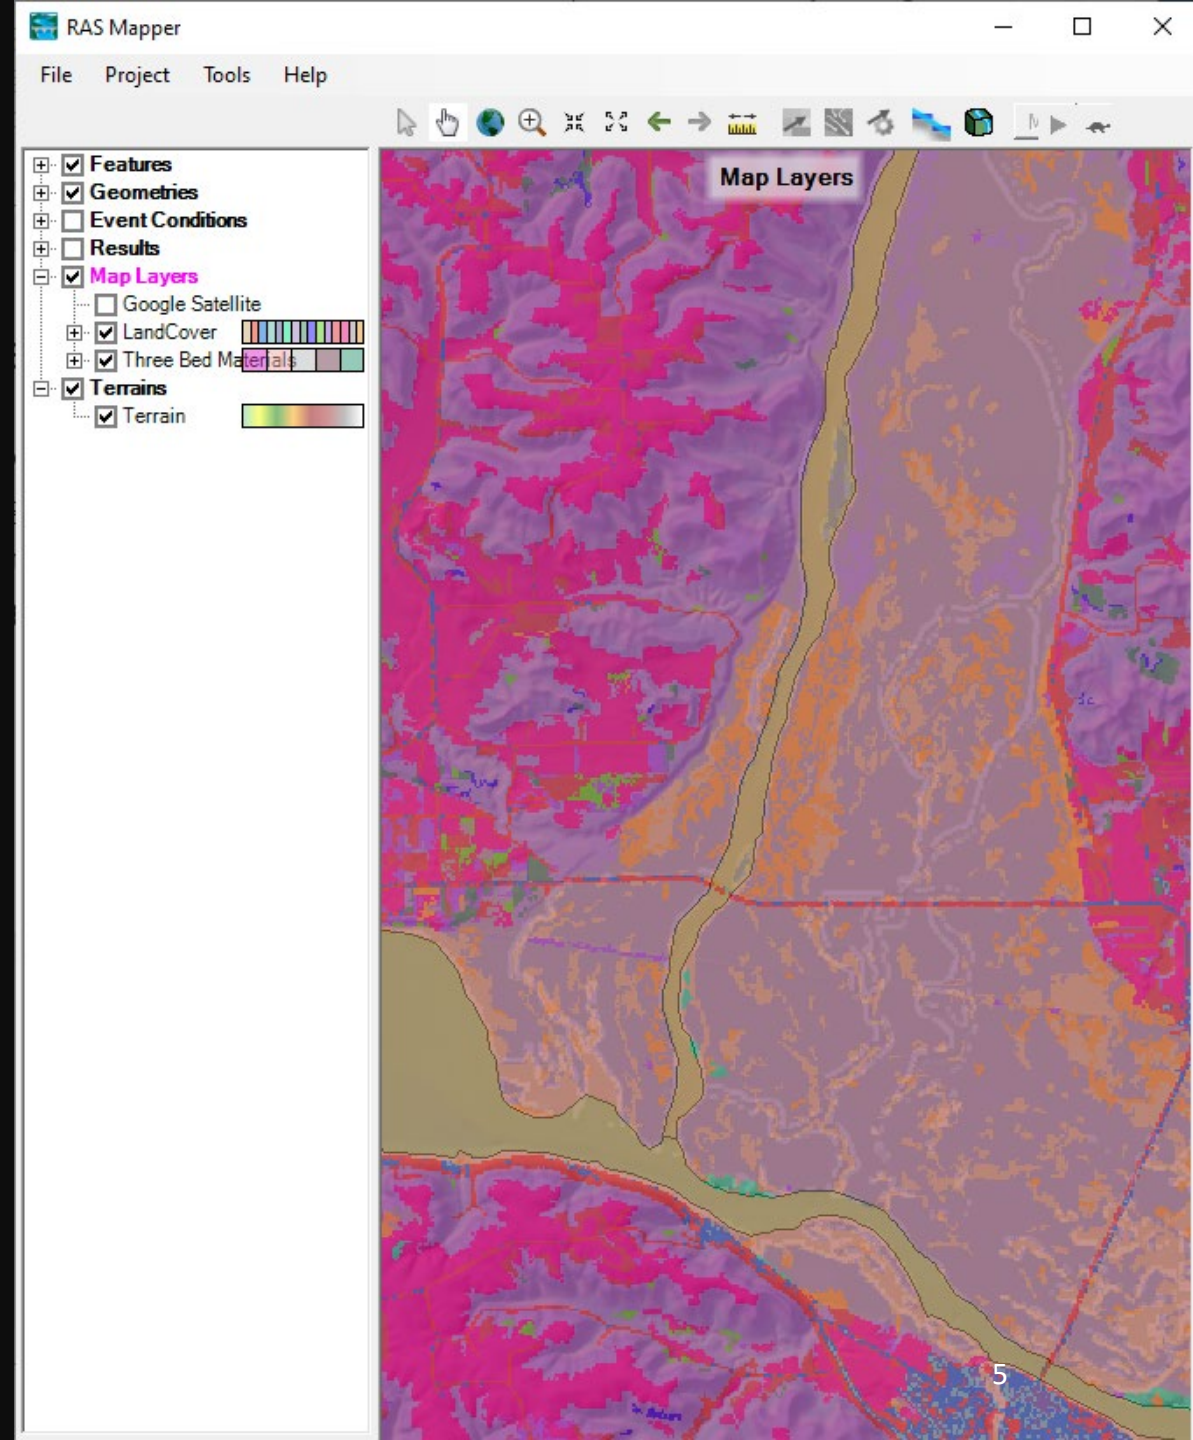 RAS Mapper
File Project Tools Help
Features
Geometries
Event Conditions
Results
Map Layers
Google Satellite
LandCover
Three Bed Materials
Terrains
Terrain
Map Layers
5